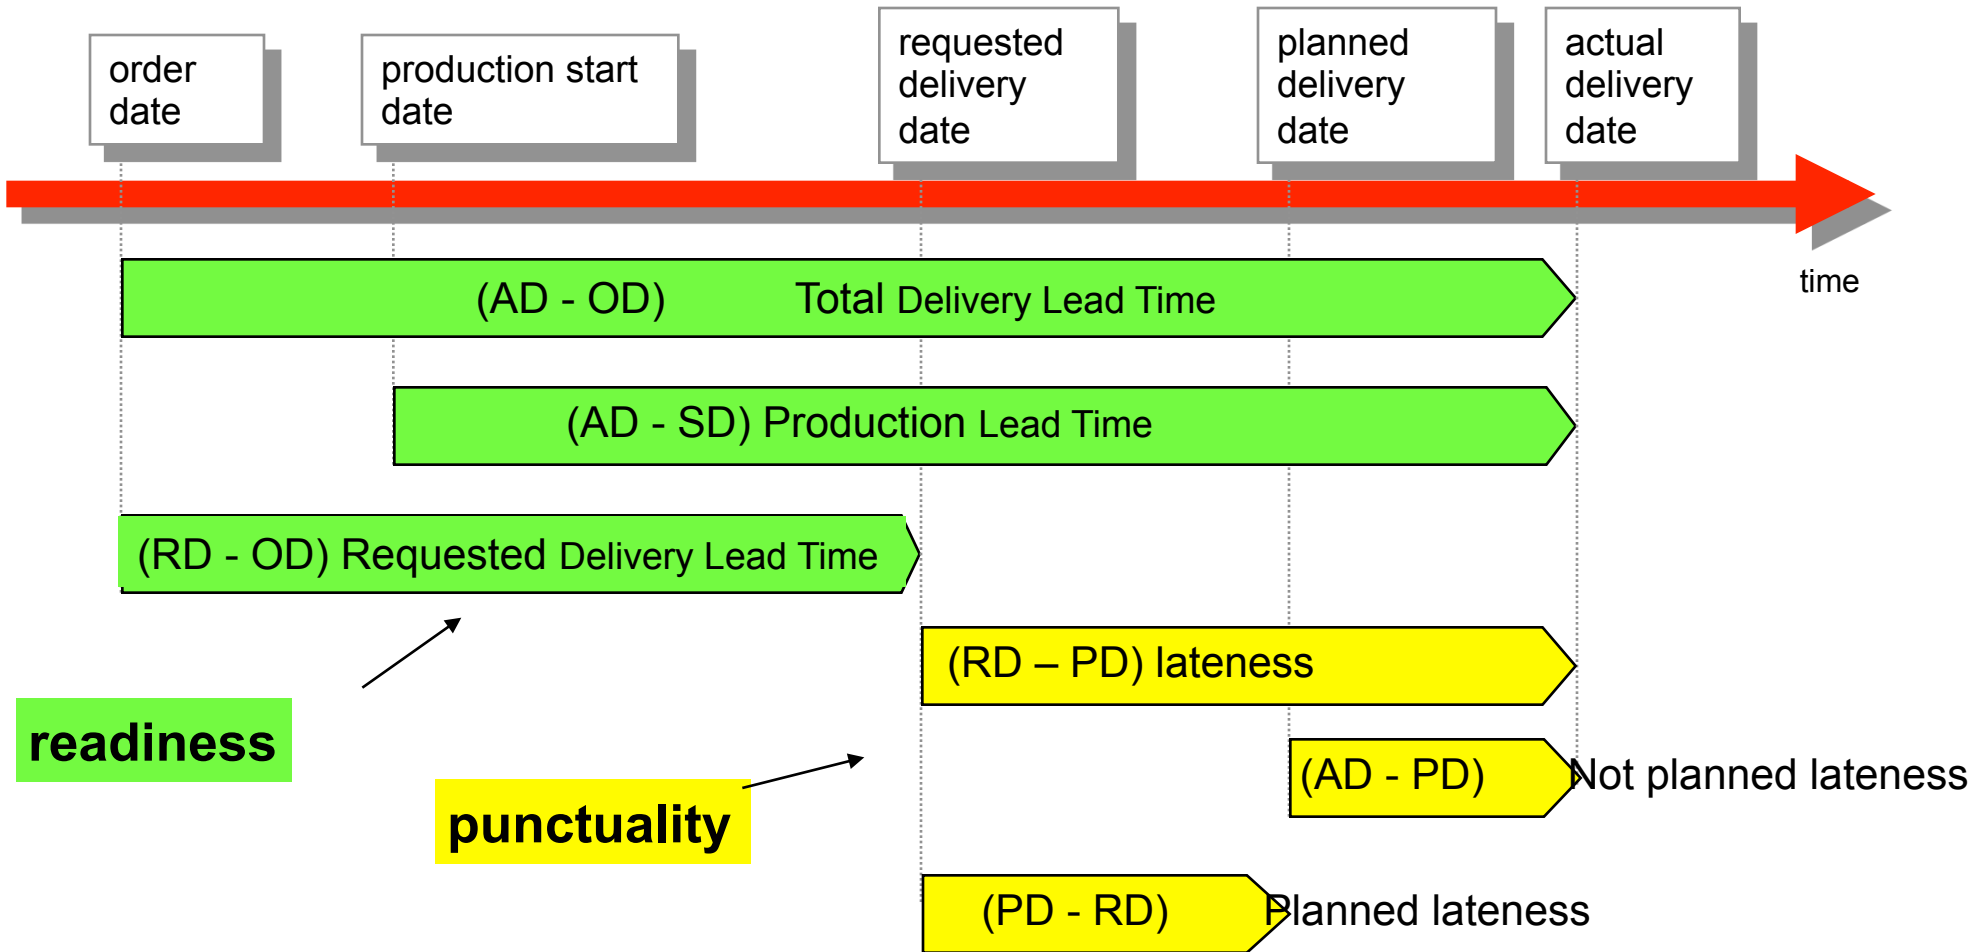 order
date
production start
date
requested
delivery
date
planned
delivery
date
actual
delivery
date
time
(AD - OD) Total Delivery Lead Time
(AD - SD) Production Lead Time
(RD - OD) Requested Delivery Lead Time
(RD – PD) lateness
readiness
(AD - PD) Not planned lateness
punctuality
(PD - RD) Planned lateness